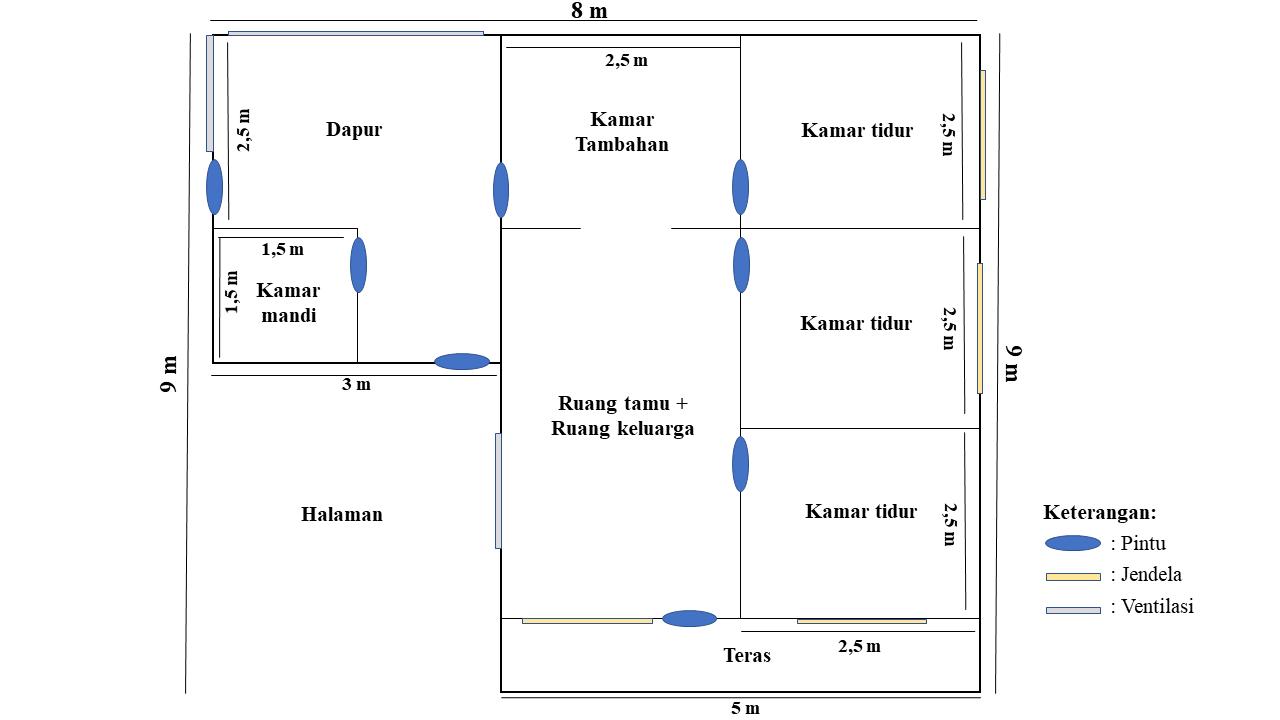 8 m
2,5 m
Kamar
Tambahan
Dapur
2,5 m
Kamar tidur
2,5 m
1,5 m
1,5 m
Kamar
mandi
Kamar tidur
2,5 m
9 m
9 m
3 m
Ruang tamu +
Ruang keluarga
Halaman
Kamar tidur
2,5 m
Keterangan:
: Pintu
: Jendela
: Ventilasi
Teras
2,5 m
5 m